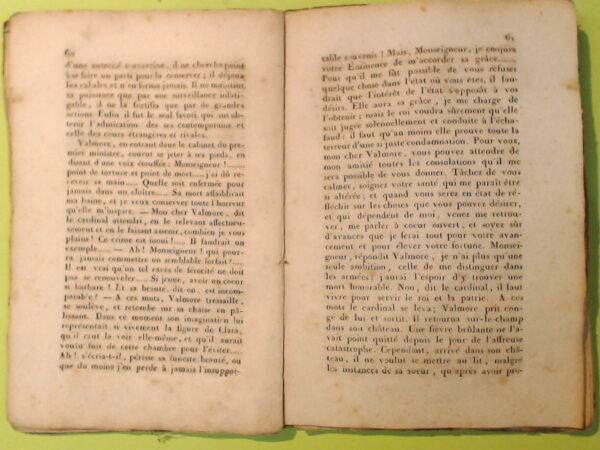 60
d'une autorité souveraine, il ne cherche point
à se faire un parti pour la conserver; il déjoua
les cabales et n'en forma jamais. Il ne maintint
sa puissance que par une surveillance infati-
gable, il ne la fortifia que par de grandes
actions. Enfin il fut le seul favori qui ait ob-
tenu l'admiration de ses contemporains et
celle des cours étrangères et rivales.
Valmore, en entrant dans le cabinet du pre-
mier ministre, courut se jeter à ses pieds, en
disant d'une voix étouffée: Monseigneur!......
point de torture et point de mort.....j'ai dû re-
cevoir sa main..... Quelle soit enfermée pour
jamais dans un cloître..... Sa mort affaiblirait
ma haine, et je veux conserver toute l'horreur
qu'elle m'inspire. — Mon cher Valmore, dit
le cardinal attendri, en le relevant affectueu-
sement et en le faisant asseoir, combien je vous
plains! Ce crime est inoui..... Il faudrait un
exemple..... — Ah! Monseigneur! qui pour-
ra jamais commettre un semblable forfait?....
Il est vrai qu'un tel excès de férocité ne doit
pas se renouveler..... Si jeune, avoir un cœur
si barbare! Et sa beauté, dit-on, est incom-
parable? — A ces mots, Valmore tressaille,
se soulève, et retombe sur sa chaise en pâ-
lissant. Dans ce moment son imagination lui
représentait si vivement la figure de Clara,
qu'il crut la voir elle-même, et qu'il aurait
voulu fuir de cette chambre pour l'éviter.....
Ah! s'écria-t-il, périsse sa funeste beauté, ou
que du moins j'en perde à jamais l'insuppor-
61
table souvenir! Mais, Monseigneur, je conjure
votre Éminence de m'accorder sa grâce.....
Pour qu'il me fût possible de vous refuser
quelque chose dans l'état où vous êtes, il fau-
drait que l'intérêt de l'état s'opposât à vos
désirs. Elle aura sa grâce, je me charge de
l'obtenir; mais le roi voudra sûrement qu'elle
soit jugée solennellement et conduite à l'écha-
faud: il faut qu'au moins elle prouve toute la
terreur d'une si juste condamnation. Pour vous,
mon cher Valmore, vous pouvez attendre de
mon amitié toutes les consolations qu'il me
sera possible de vous donner. Tâchez de vous
calmer, soignez votre santé qui me paraît être
si altérée; et quand vous serez en état de ré-
fléchir sur les choses que vous pouvez désirer,
et qui dépendent de moi, venez me retrou-
ver, me parler à cœur ouvert, et soyez sûr
d'avances que je ferai tout pour votre avan-
cement et pour élever votre fortune. Monsei-
gneur, répondit Valmore, je n'ai plus qu'une
seule ambition, celle de me distinguer dans
les armées; j'aurai l'espoir d'y trouver une
mort honorable. Non, dit le cardinal, il faut
vivre pour servir le roi et la patrie. A ces
mots le cardinal se leva; Valmore prit con-
gé de lui et sortit. Il retourna sur-le-champ
dans son château. Une fièvre brûlante ne l'a-
vait point quitté depuis le jour de l'affreuse
catastrophe. Cependant, arrivé dans son châ-
teau, il ne voulut se mettre au lit, malgré
les instances de sa sœur, qu'après avoir pro-